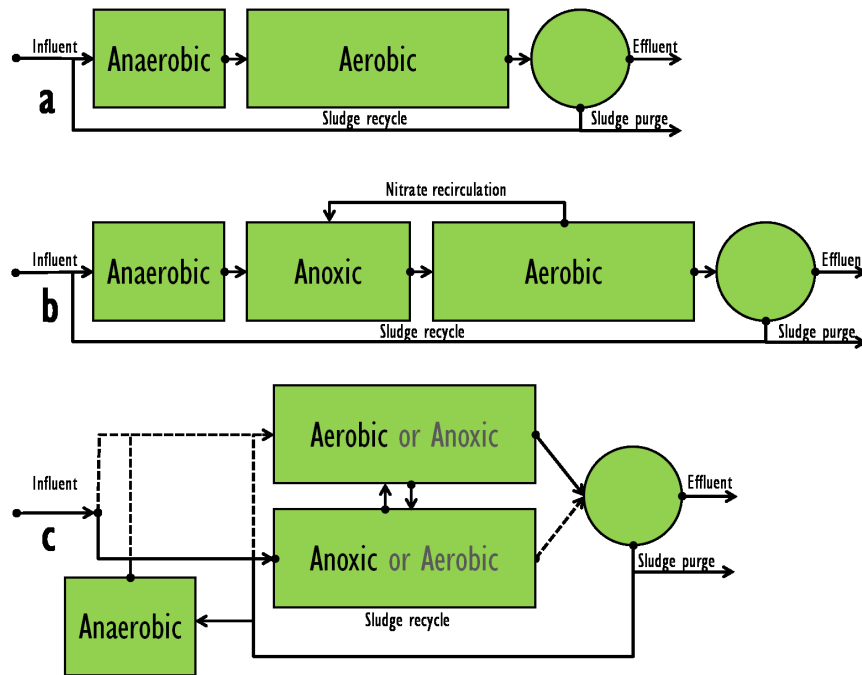 Influent
Anaerobic
Aerobic
Effluent
a
Sludge recycle
Sludge purge
Nitrate recirculation
Influent
Anaerobic
Anoxic
Aerobic
Effluen
b
Sludge recycle
Sludge purge
Aerobic or Anoxic
Influent
Effluent
c
Anoxic or Aerobic
Sludge purge
Anaerobic
Sludge recycle